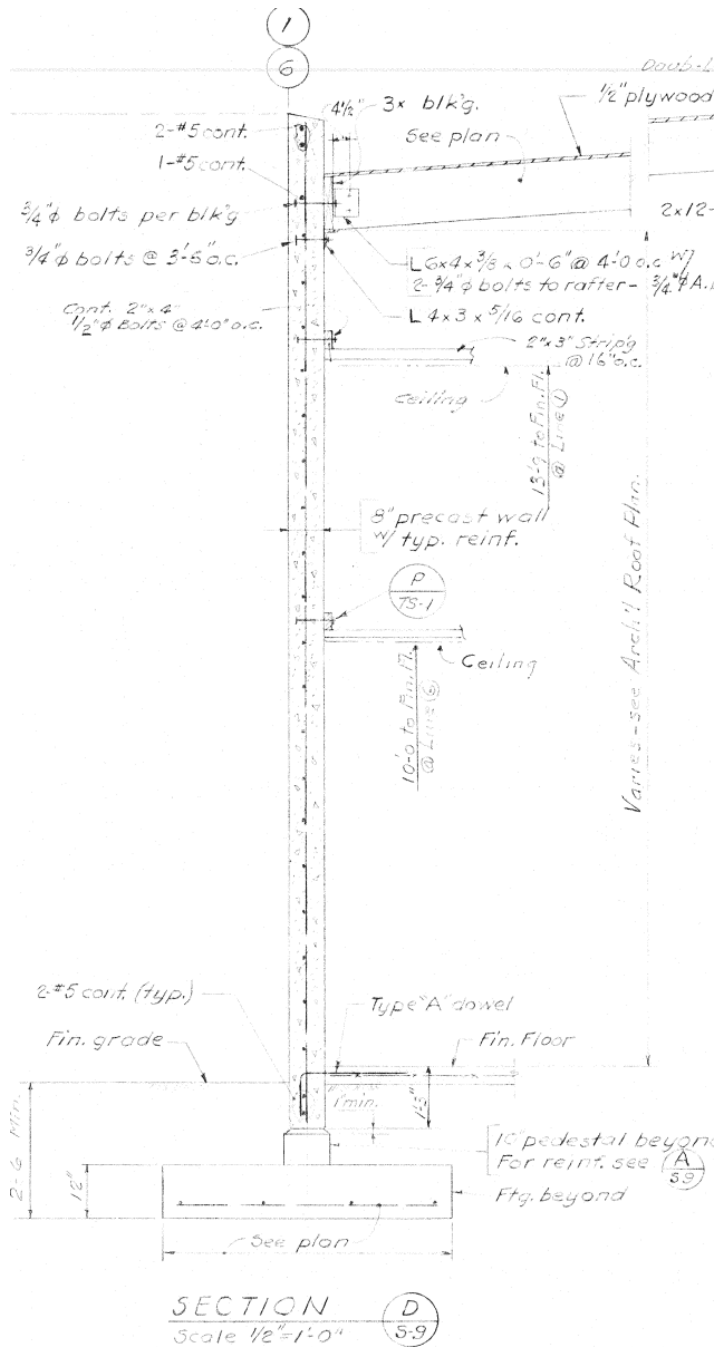 1
6
Doub-L
4½"
3x blk'g.
½" plywood
2-#5 cont.
See plan
1-#5 cont.
¾"ϕ bolts per blk'g
2x12-
¾"ϕ bolts @ 3'-6" o.c.
L 6x4x⅜ x 0'-6" @ 4'-0 o.c. w/
2-¾"ϕ bolts to rafter- ¾"ϕ A.
L 4x3x5/16 cont.
Cont. 2"x4"
½"ϕ Bolts @ 4'0" o.c.
2"x3" Strip'g
@ 16" o.c.
Ceiling
13'-9 to Fin. Fl.
@ Line 1
8" precast wall
w/ typ. reinf.
P
TS-1
Ceiling
10'-0 to Fin. Fl.
@ Line 6
Varies - see Arch'l Roof Plan.
2-#5 cont. (typ.)
Type "A" dowel
Fin. grade
Fin. Floor
1" min.
1'-3"
2'-6 Min.
12"
10" pedestal beyond
For reinf. see A
S9
Ftg. beyond
See plan
SECTION
Scale ½"=1'-0"
D
S-9